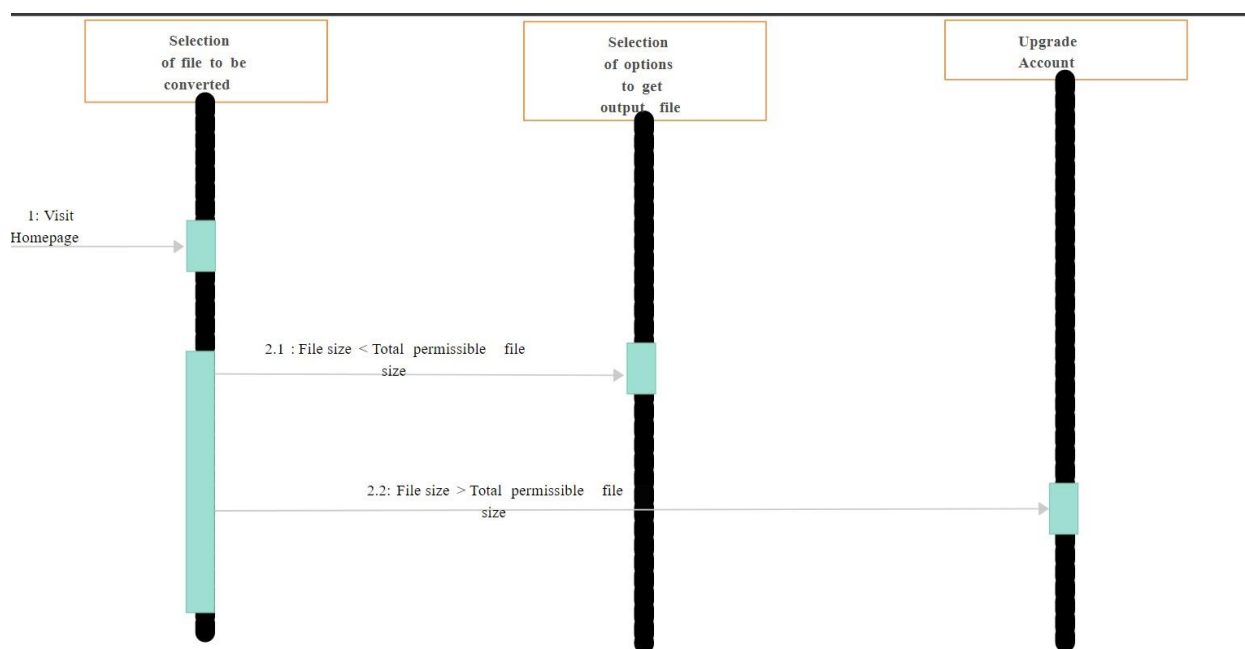 Selection
of file to be
converted
Selection
of options
to get
output file
Upgrade
Account
1: Visit
Homepage
2.1 : File size < Total permissible file
size
2.2: File size > Total permissible file
size